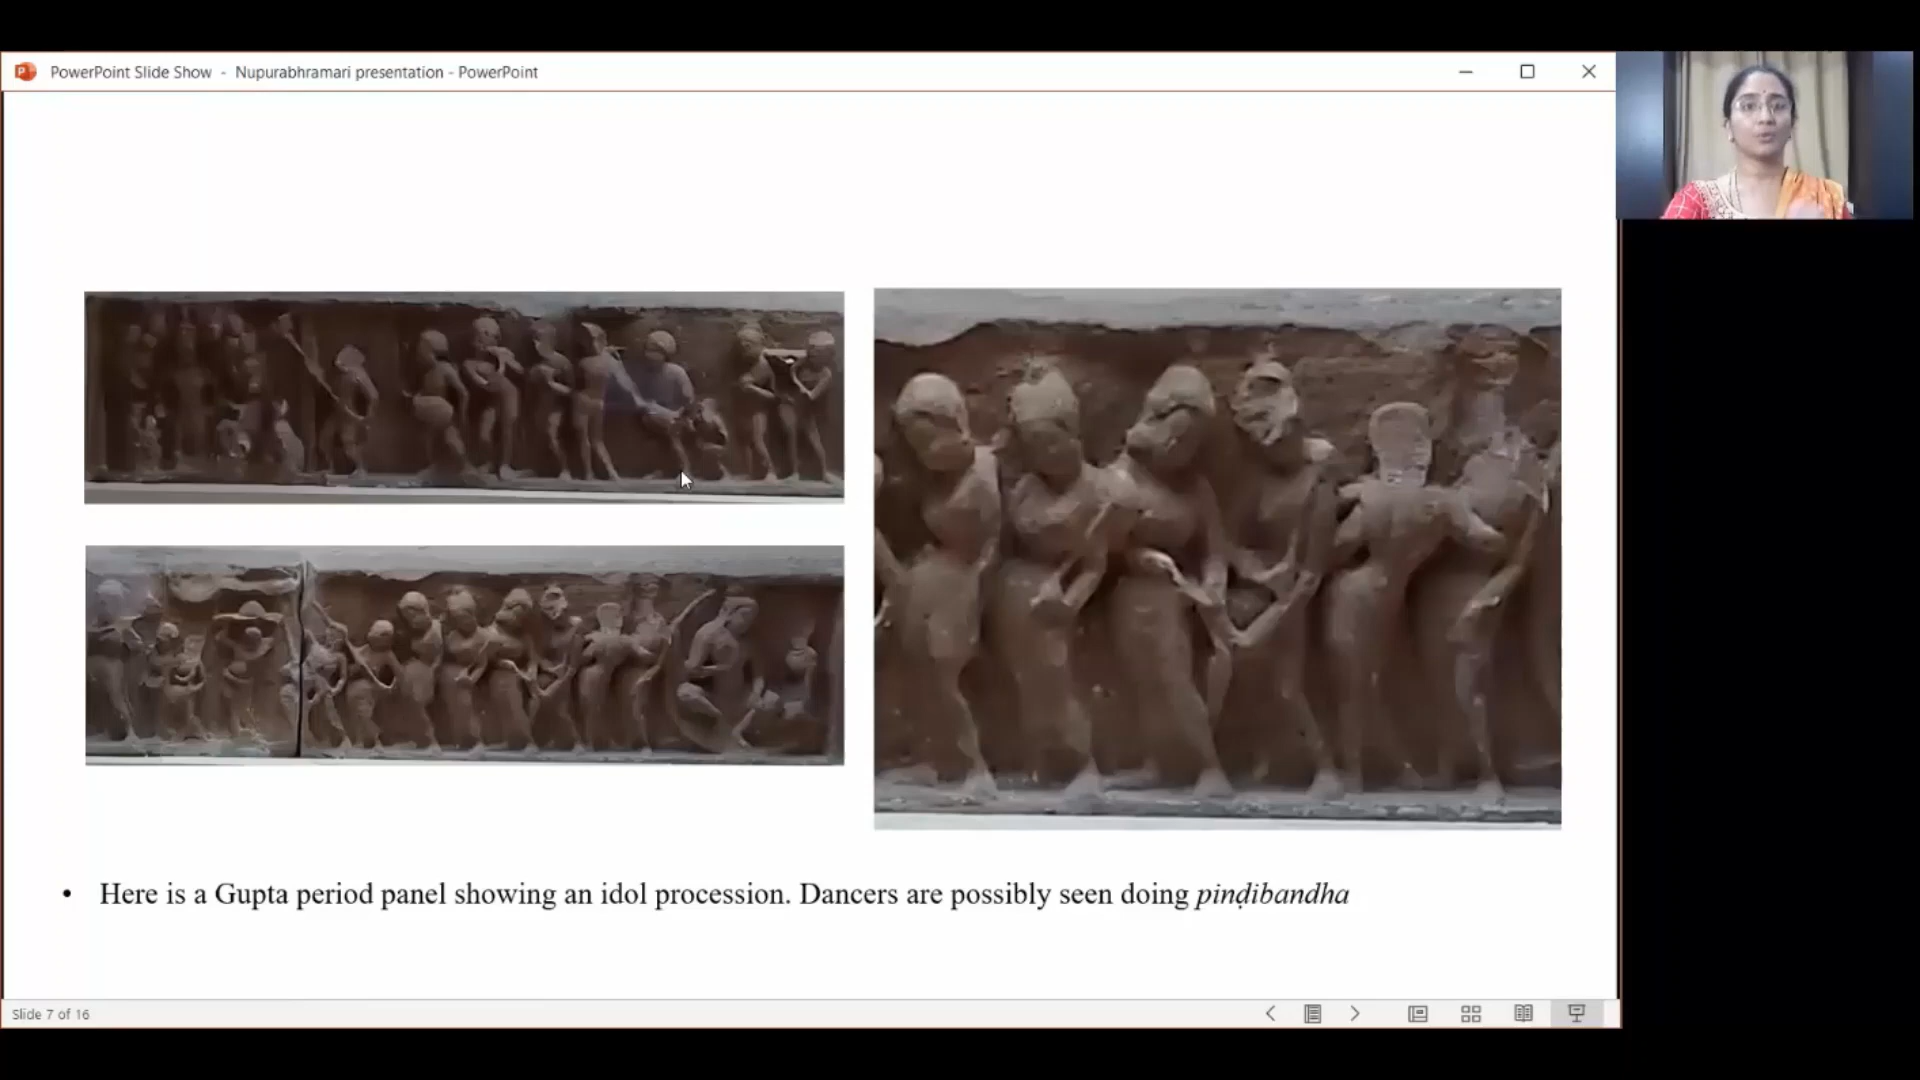 PowerPoint Slide Show - Nupurabhramari presentation - PowerPoint
• Here is a Gupta period panel showing an idol procession. Dancers are possibly seen doing pinḍibandha
Slide 7 of 16